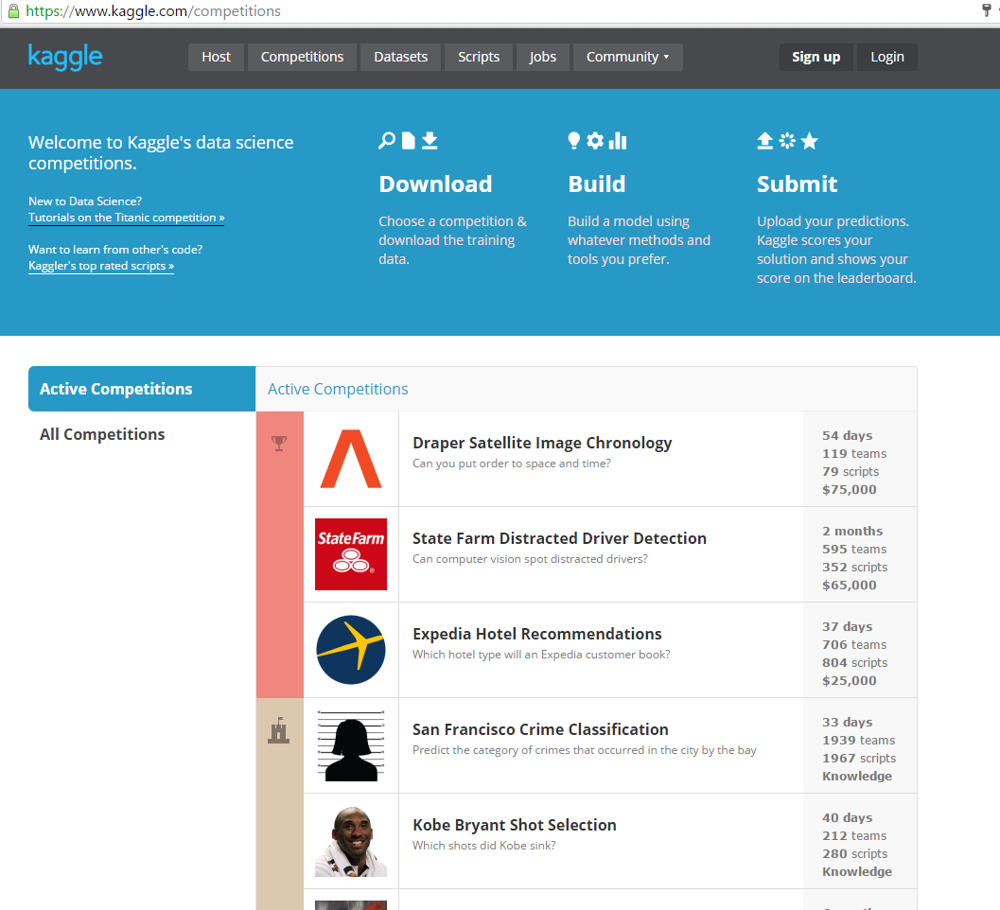 https://www.kaggle.com/competitions
kaggle
Host
Competitions
Datasets
Scripts
Jobs
Community
Sign up
Login
Welcome to Kaggle's data science
competitions.
New to Data Science?
Tutorials on the Titanic competition »
Want to learn from other's code?
Kaggler's top rated scripts »
Download
Choose a competition &
download the training
data.
Build
Build a model using
whatever methods and
tools you prefer.
Submit
Upload your predictions.
Kaggle scores your
solution and shows your
score on the leaderboard.
Active Competitions
All Competitions
Active Competitions
Draper Satellite Image Chronology
Can you put order to space and time?
54 days
119 teams
79 scripts
$75,000
State Farm
State Farm Distracted Driver Detection
Can computer vision spot distracted drivers?
2 months
595 teams
352 scripts
$65,000
Expedia Hotel Recommendations
Which hotel type will an Expedia customer book?
37 days
706 teams
804 scripts
$25,000
San Francisco Crime Classification
Predict the category of crimes that occurred in the city by the bay
33 days
1939 teams
1967 scripts
Knowledge
Kobe Bryant Shot Selection
Which shots did Kobe sink?
40 days
212 teams
280 scripts
Knowledge